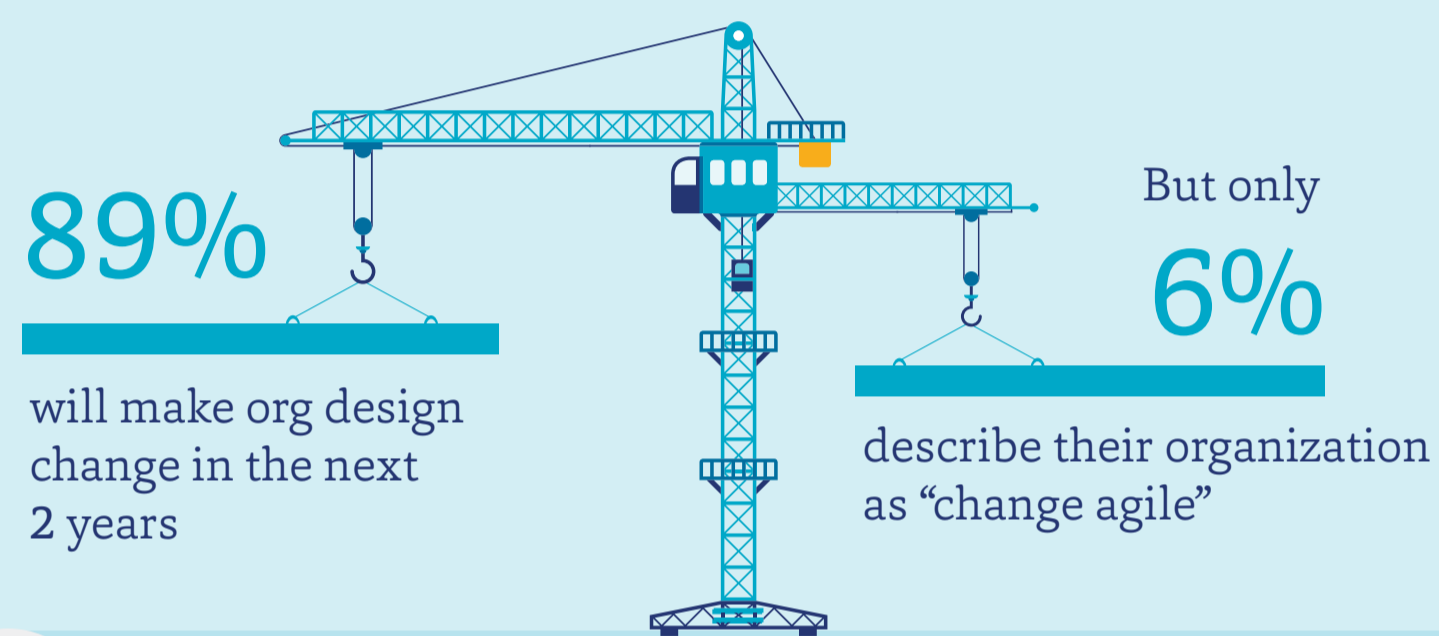 89%
will make org design
change in the next
2 years
But only
6%
describe their organization
as “change agile”